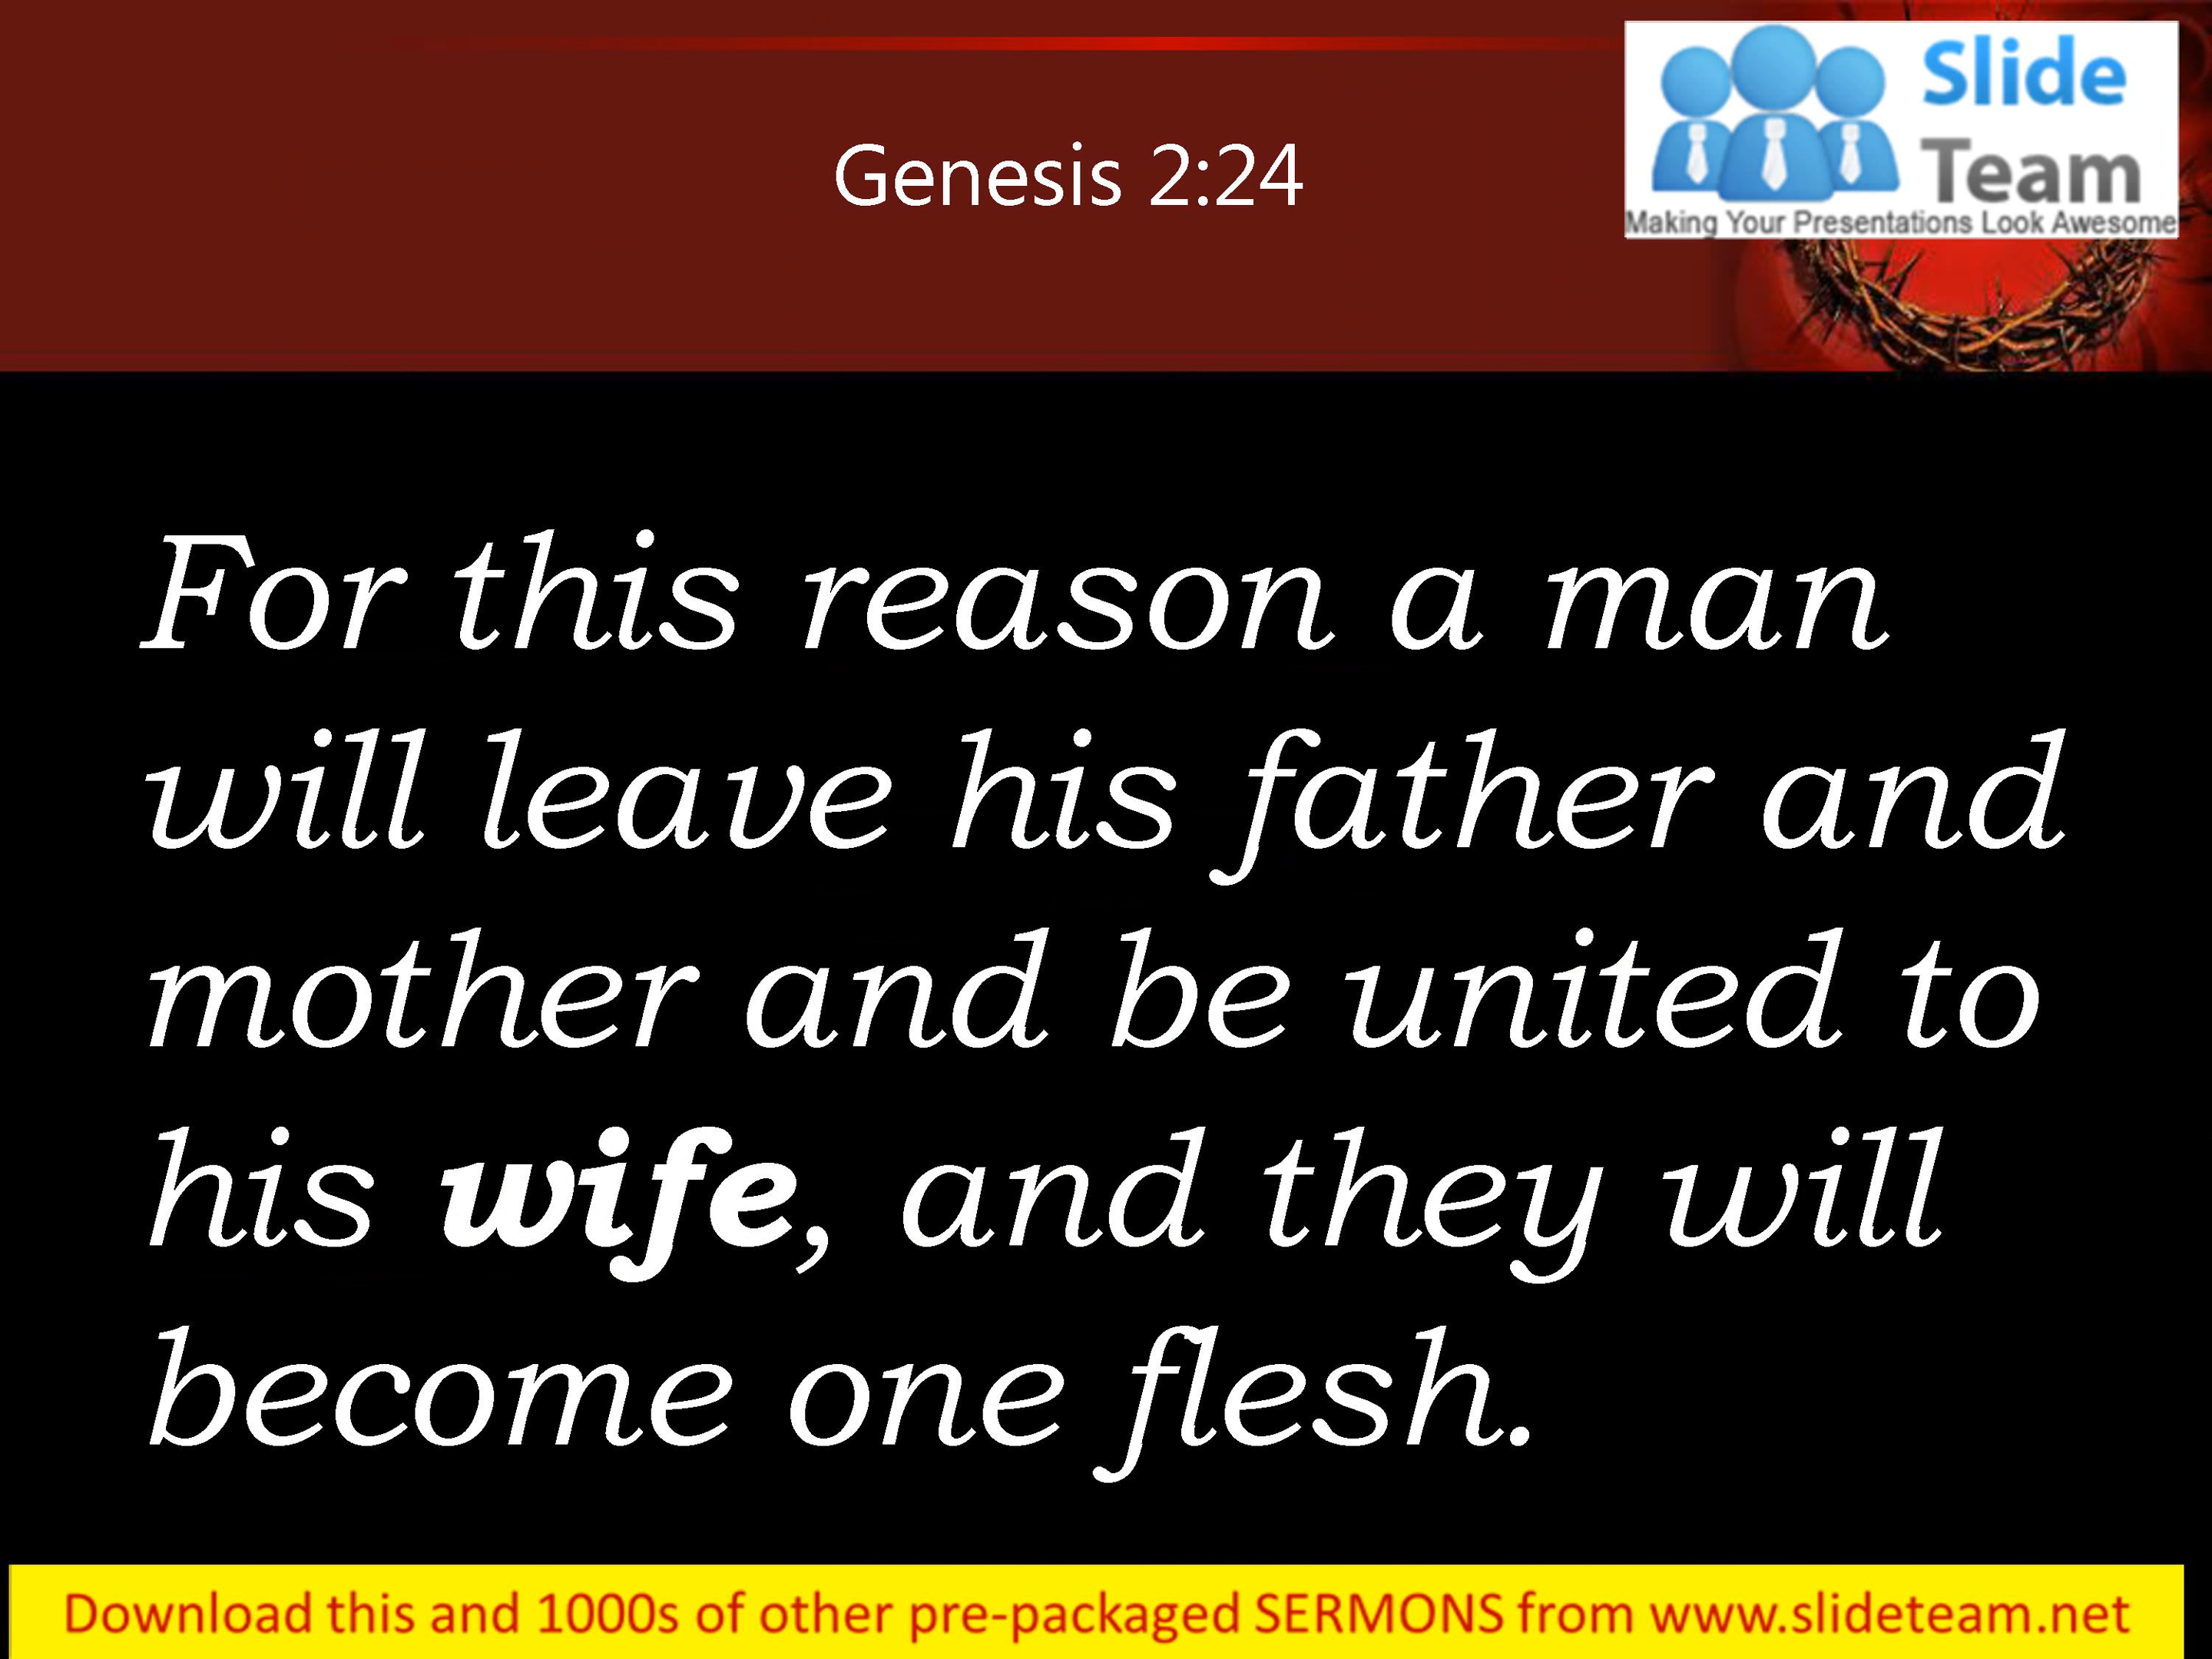 Genesis 2:24
Slide
Team
Making Your Presentations Look Awesome
For this reason a man
will leave his father and
mother and be united to
his wife, and they will
become one flesh.
Download this and 1000s of other pre-packaged SERMONS from www.slideteam.net